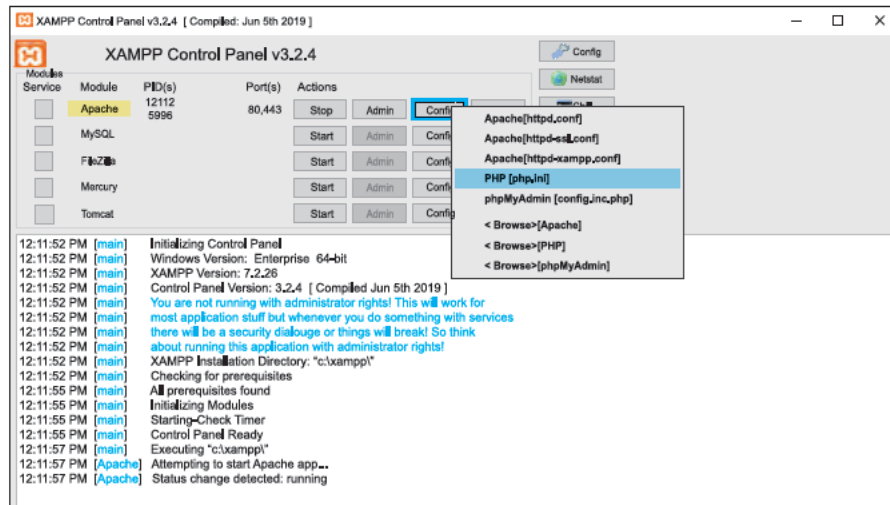 XAMPP Control Panel v3.2.4 [ Compiled: Jun 5th 2019 ]
XAMPP Control Panel v3.2.4
Config
Netstat
Modules
Service Module PID(s) Port(s) Actions
Apache 12112 5996 80,443 Stop Admin
MySQL Start Admin
FileZilla Start Admin
Mercury Start Admin
Tomcat Start Admin Config
Apache[httpd.conf]
Apache[httpd-ssl.conf]
Apache[httpd-xampp.conf]
PHP [php.ini]
phpMyAdmin [config.inc.php]
< Browse>[Apache]
< Browse>[PHP]
< Browse>[phpMyAdmin]
12:11:52 PM [main] Initializing Control Panel
12:11:52 PM [main] Windows Version: Enterprise 64-bit
12:11:52 PM [main] XAMPP Version: 7.2.26
12:11:52 PM [main] Control Panel Version: 3.2.4 [ Compiled Jun 5th 2019 ]
12:11:52 PM [main] You are not running with administrator rights! This will work for
12:11:52 PM [main] most application stuff but whenever you do something with services
12:11:52 PM [main] there will be a security dialouge or things will break! So think
12:11:52 PM [main] about running this application with administrator rights!
12:11:52 PM [main] XAMPP Installation Directory: "c:\xampp\"
12:11:52 PM [main] Checking for prerequisites
12:11:55 PM [main] All prerequisites found
12:11:55 PM [main] Initializing Modules
12:11:55 PM [main] Starting-Check Timer
12:11:55 PM [main] Control Panel Ready
12:11:57 PM [main] Executing "c:\xampp\"
12:11:57 PM [Apache] Attempting to start Apache app...
12:11:57 PM [Apache] Status change detected: running